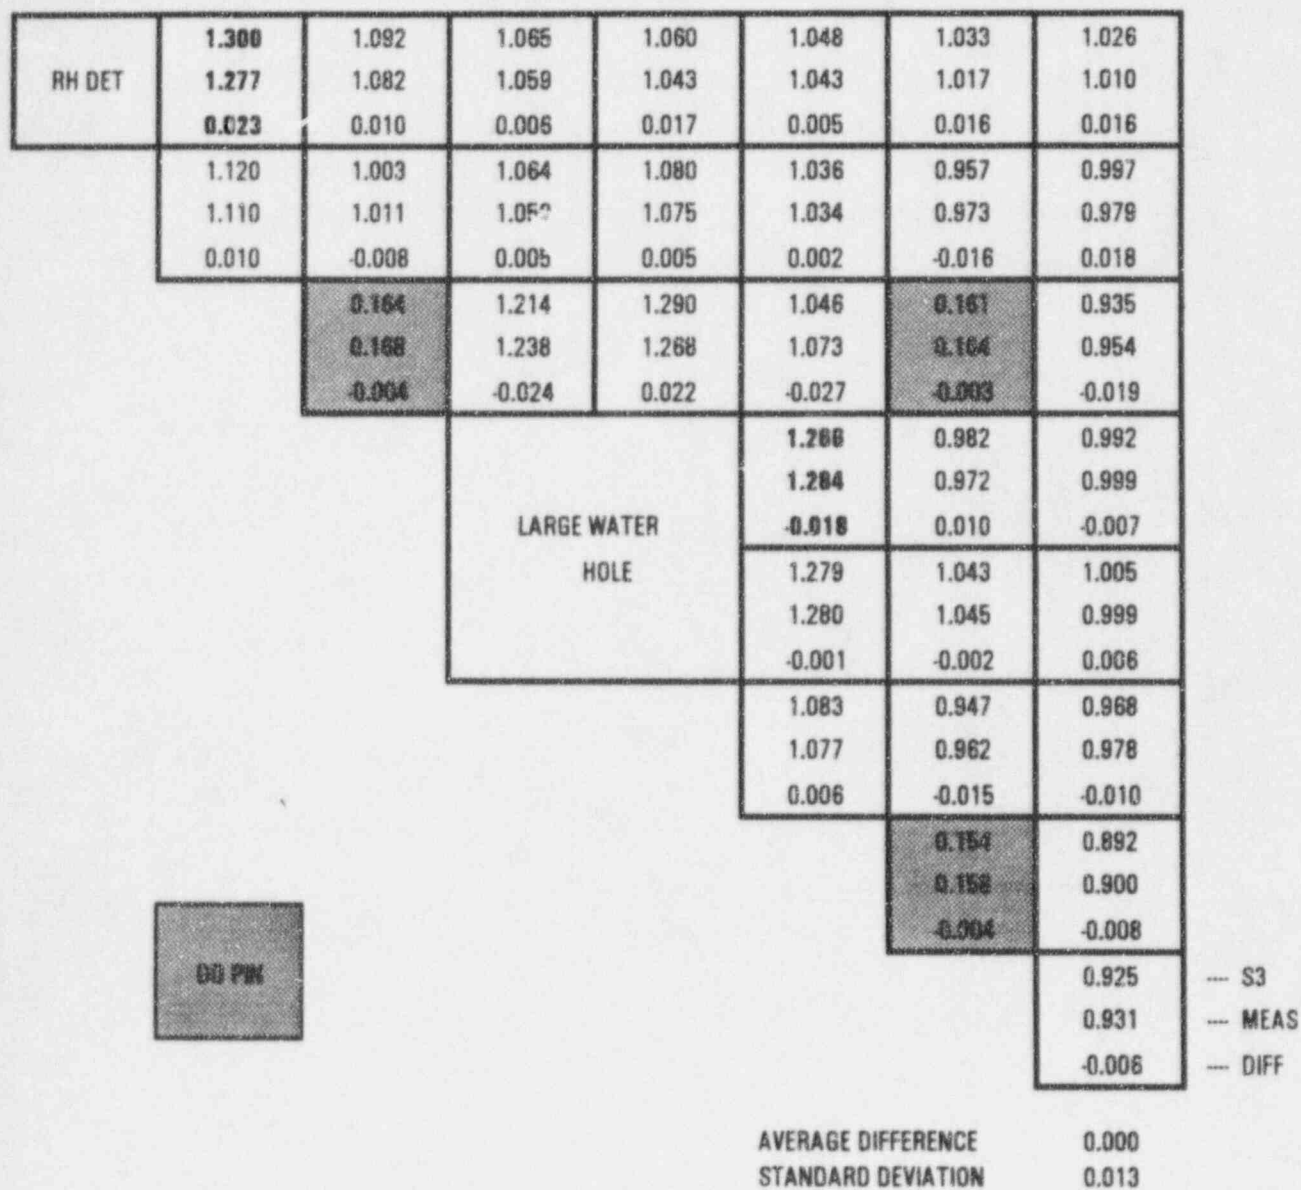 1.300 1.092 1.065 1.060 1.048 1.033 1.026
RH DET 1.277 1.082 1.059 1.043 1.043 1.017 1.010
0.023 0.010 0.006 0.017 0.005 0.016 0.016
1.120 1.003 1.064 1.080 1.036 0.957 0.997
1.110 1.011 1.075 1.034 0.973 0.979
0.010 -0.008 0.005 0.005 0.002 -0.016 0.018
0.164 1.214 1.290 1.046 0.161 0.935
0.168 1.238 1.268 1.073 0.164 0.954
-0.004 -0.024 0.022 -0.027 -0.003 -0.019
1.266 0.982 0.992
1.284 0.972 0.999
LARGE WATER -0.018 0.010 -0.007
HOLE 1.279 1.043 1.005
1.280 1.045 0.999
-0.001 -0.002 0.006
1.083 0.947 0.968
1.077 0.962 0.978
0.006 -0.015 -0.010
0.154 0.892
0.158 0.900
-0.004 -0.008
PIN 0.925 --- S3
0.931 --- MEAS
-0.006 --- DIFF
AVERAGE DIFFERENCE 0.000
STANDARD DEVIATION 0.013